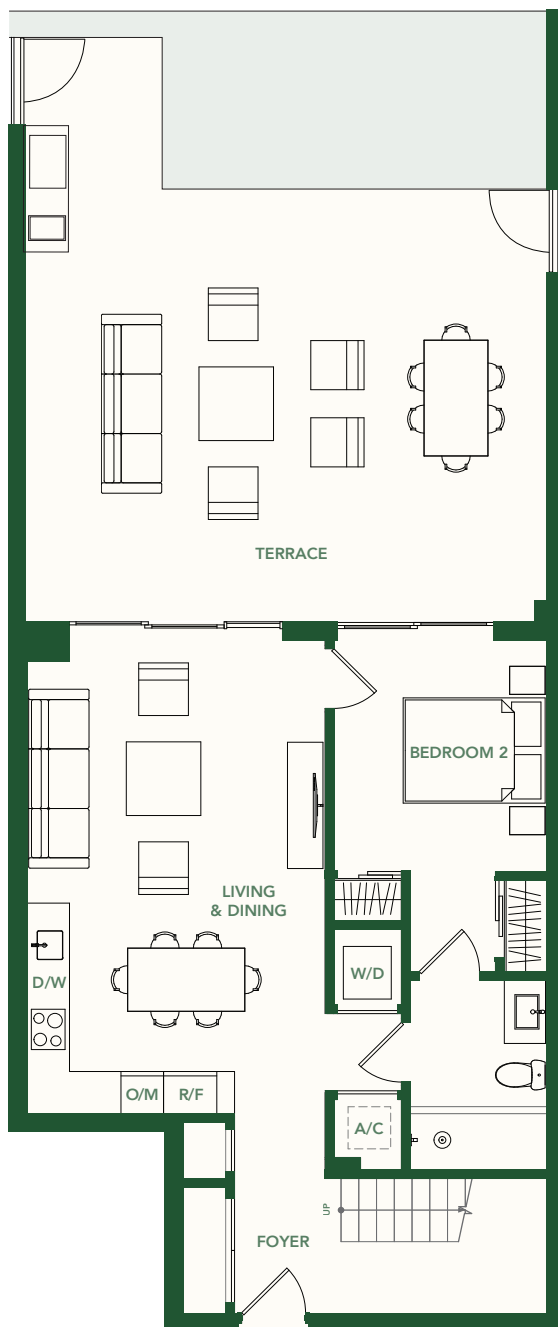 TERRACE
BEDROOM 2
LIVING
& DINING
D/W
W/D
O/M
R/F
A/C
UP
FOYER